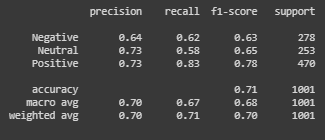 precision recall f1-score support
Negative 0.64 0.62 0.63 278
Neutral 0.73 0.58 0.65 253
Positive 0.73 0.83 0.78 470
accuracy 0.71 1001
macro avg 0.70 0.67 0.68 1001
weighted avg 0.70 0.71 0.70 1001